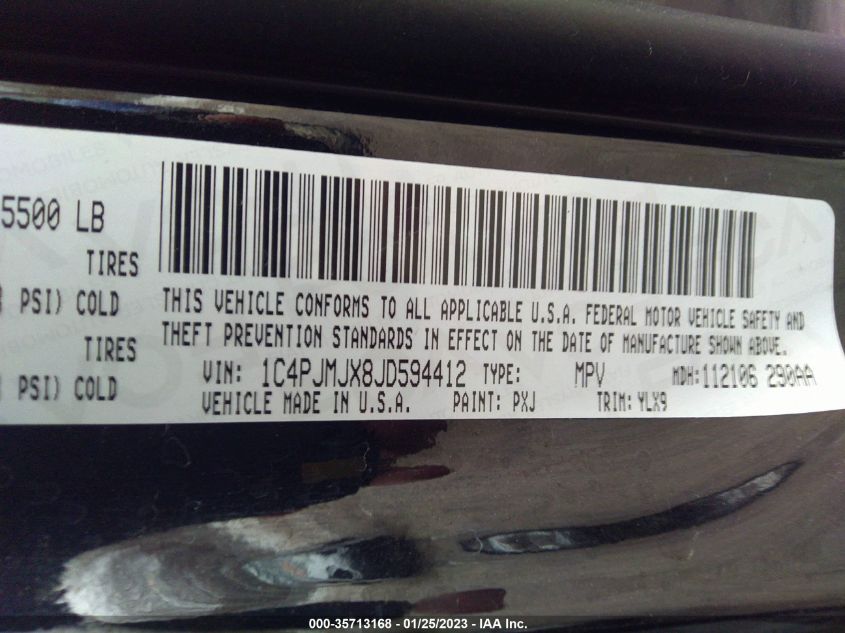 5500 LB
TIRES
PSI) COLD
TIRES
PSI) COLD
THIS VEHICLE CONFORMS TO ALL APPLICABLE U.S.A. FEDERAL MOTOR VEHICLE SAFETY AND
THEFT PREVENTION STANDARDS IN EFFECT ON THE DATE OF MANUFACTURE SHOWN ABOVE.
VIN: 1C4PJMJX8JD594412 TYPE: MPV MDH:112106 290AA
VEHICLE MADE IN U.S.A. PAINT: PXJ TRIM: YLX9
000-35713168 - 01/25/2023 - IAA Inc.